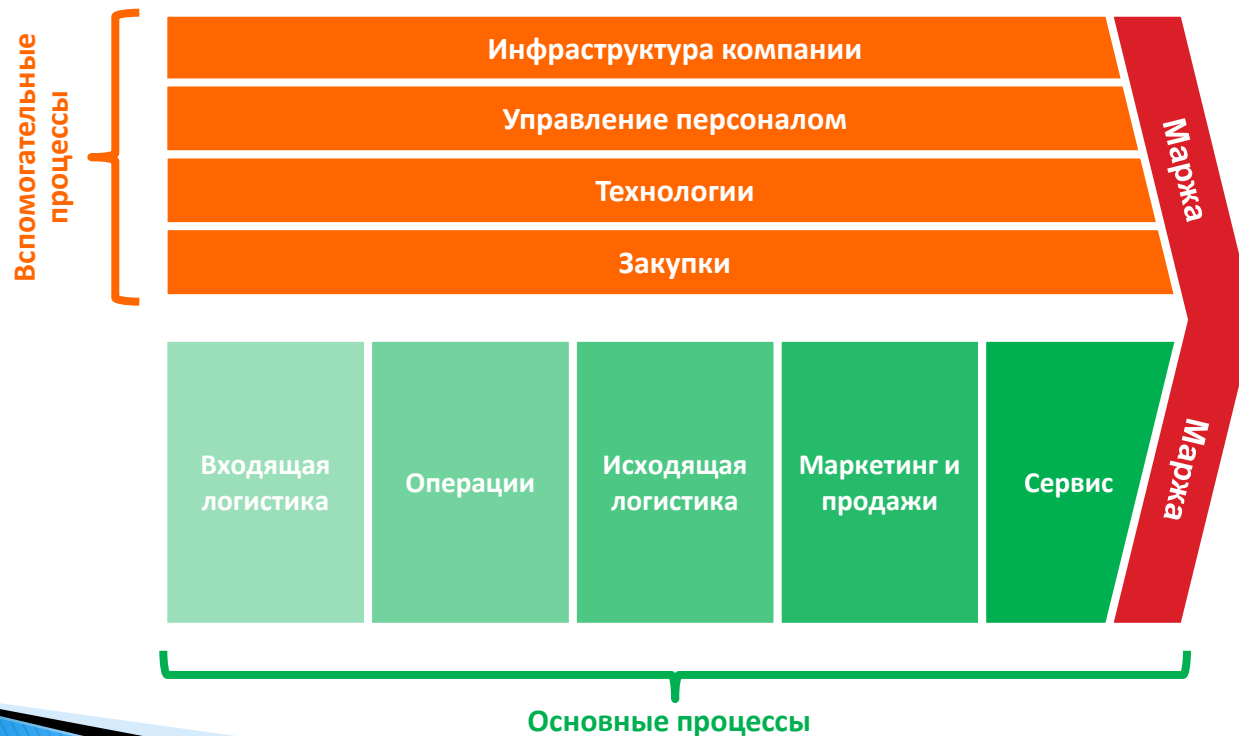 Вспомогательные
процессы
Инфраструктура компании
Управление персоналом
Технологии
Закупки
Маржа
Входящая
логистика
Операции
Исходящая
логистика
Маркетинг и
продажи
Сервис
Маржа
Основные процессы